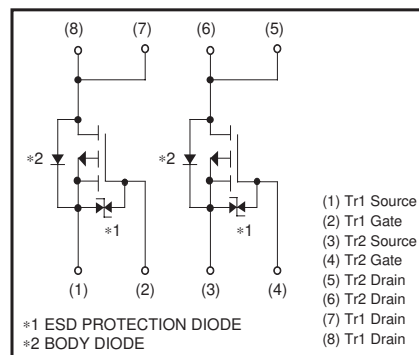 (8) (7) (6) (5)
∗2 ∗2
∗1 ∗1
(1) (2) (3) (4)
∗1 ESD PROTECTION DIODE
∗2 BODY DIODE
(1) Tr1 Source
(2) Tr1 Gate
(3) Tr2 Source
(4) Tr2 Gate
(5) Tr2 Drain
(6) Tr2 Drain
(7) Tr1 Drain
(8) Tr1 Drain